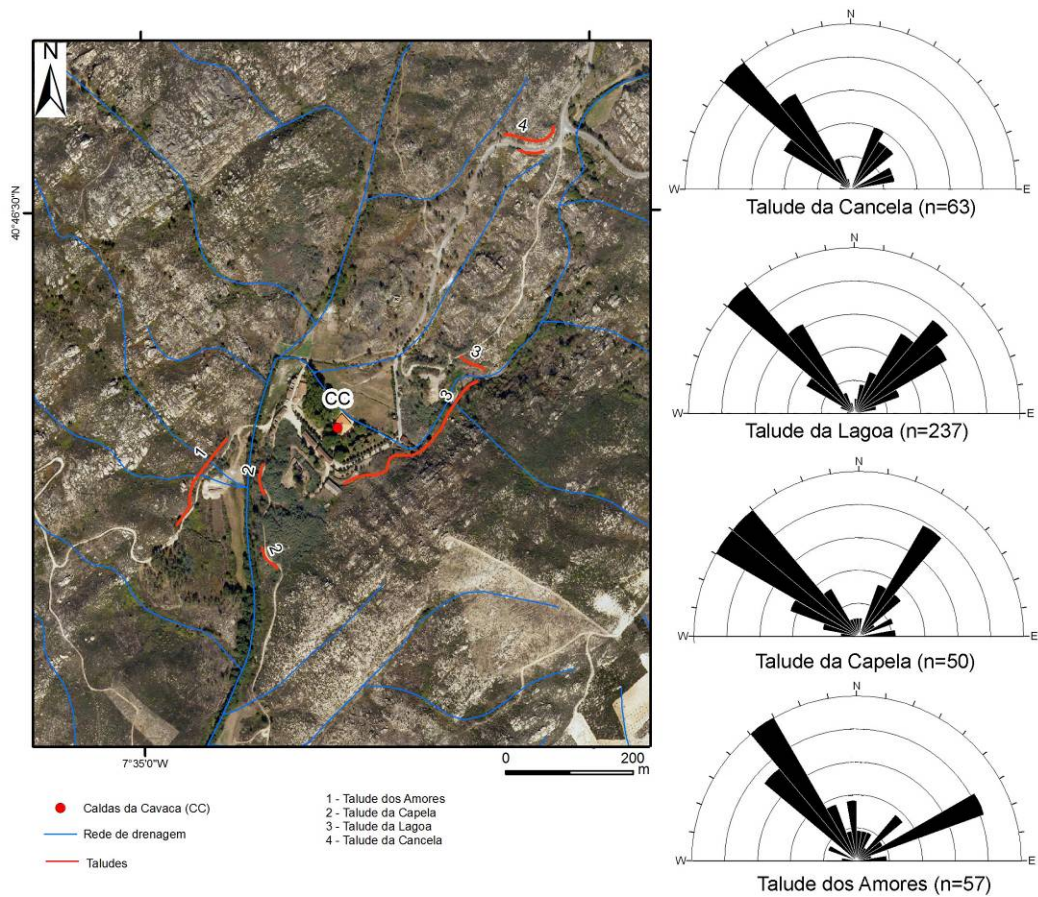 N
40°46'30"N
4
3
CC
3
1
2
2
7°35'0"W
0 200
m
Caldas da Cavaca (CC)
Rede de drenagem
Taludes
1 - Talude dos Amores
2 - Talude da Capela
3 - Talude da Lagoa
4 - Talude da Cancela
N
W E
Talude da Cancela (n=63)
N
W E
Talude da Lagoa (n=237)
N
W E
Talude da Capela (n=50)
N
W E
Talude dos Amores (n=57)